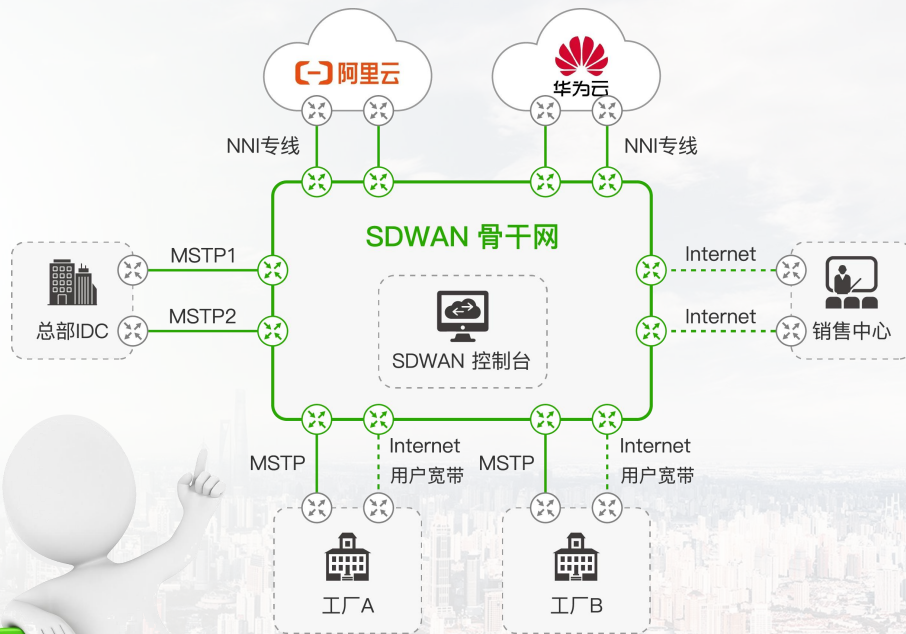 阿里云
华为云
NNI专线
NNI专线
SDWAN 骨干网
MSTP1
Internet
MSTP2
Internet
总部IDC
SDWAN 控制台
销售中心
MSTP
Internet
用户宽带
MSTP
Internet
用户宽带
工厂A
工厂B